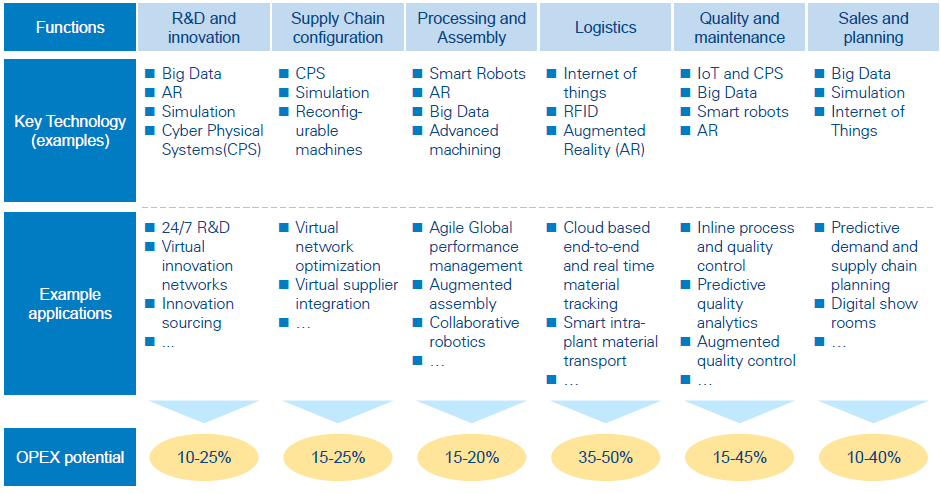 Functions
R&D and
innovation
Supply Chain
configuration
Processing and
Assembly
Logistics
Quality and
maintenance
Sales and
planning
Key Technology
(examples)
Big Data
AR
Simulation
Cyber Physical
Systems(CPS)
CPS
Simulation
Reconfig-
urable
machines
Smart Robots
AR
Big Data
Advanced
machining
Internet of
things
RFID
Augmented
Reality (AR)
IoT and CPS
Big Data
Smart robots
AR
Big Data
Simulation
Internet of
Things
Example
applications
24/7 R&D
Virtual
innovation
networks
Innovation
sourcing
...
Virtual
network
optimization
Virtual supplier
integration
…
Agile Global
performance
management
Augmented
assembly
Collaborative
robotics
…
Cloud based
end-to-end
and real time
material
tracking
Smart intra-
plant material
transport
…
Inline process
and quality
control
Predictive
quality
analytics
Augmented
quality control
…
Predictive
demand and
supply chain
planning
Digital show
rooms
…
OPEX potential
10-25%
15-25%
15-20%
35-50%
15-45%
10-40%